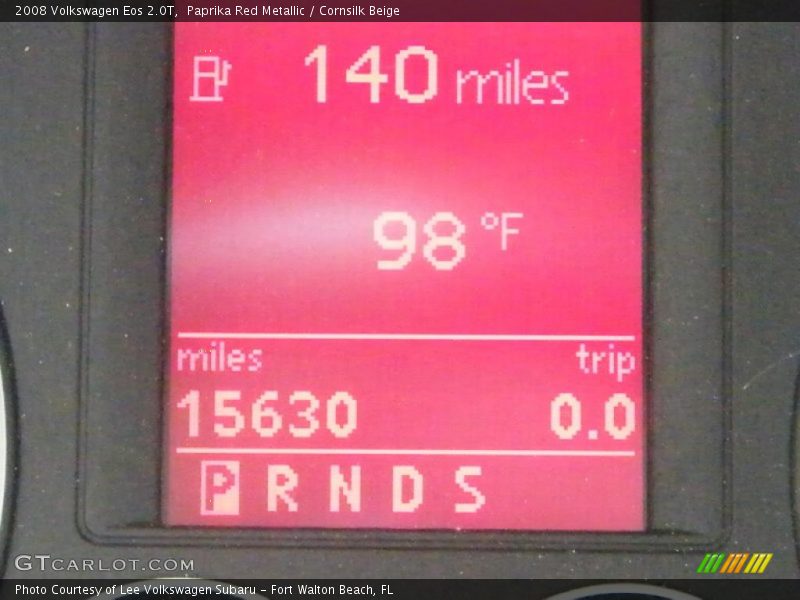 2008 Volkswagen Eos 2.0T,  Paprika Red Metallic / Cornsilk Beige
140 miles
98 °F
miles trip
15630 0.0
P R N D S
GTCARLOT.COM
Photo Courtesy of Lee Volkswagen Subaru - Fort Walton Beach, FL